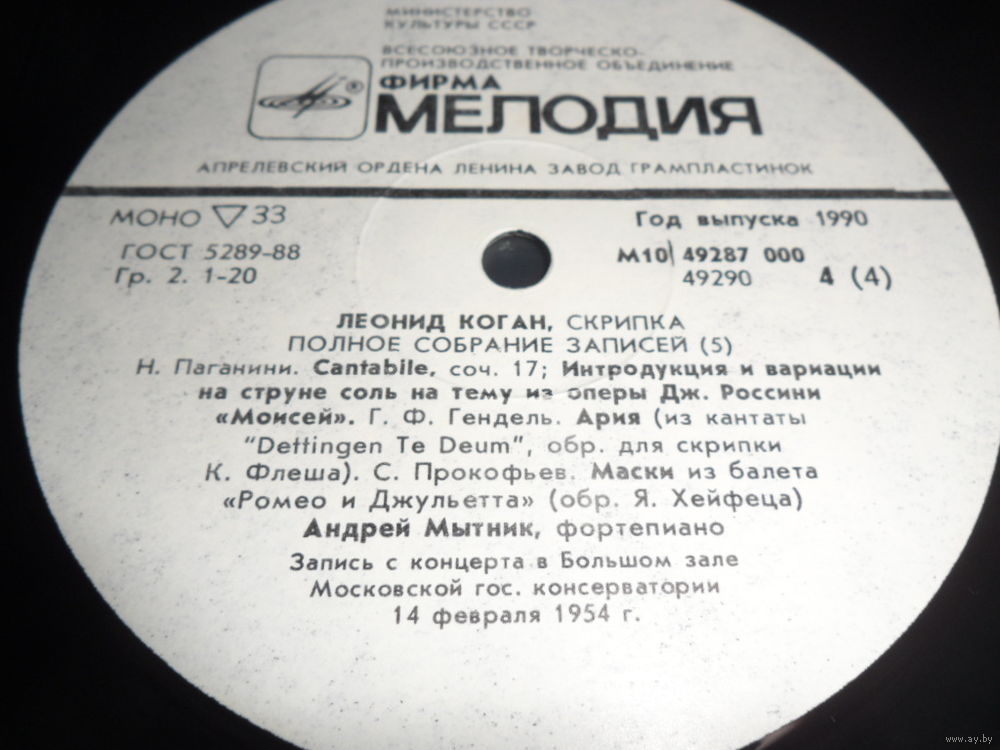 МИНИСТЕРСТВО
КУЛЬТУРЫ СССР
ВСЕСОЮЗНОЕ ТВОРЧЕСКО-
ПРОИЗВОДСТВЕННОЕ ОБЪЕДИНЕНИЕ
ФИРМА
® МЕЛОДИЯ
АПРЕЛЕВСКИЙ ОРДЕНА ЛЕНИНА ЗАВОД ГРАМПЛАСТИНОК
МОНО ▽ 33
Год выпуска 1990
ГОСТ 5289-88
М10| 49287 000
Гр. 2. 1-20
49290 4 (4)
ЛЕОНИД КОГАН, СКРИПКА
ПОЛНОЕ СОБРАНИЕ ЗАПИСЕЙ (5)
Н. Паганини. Cantabile, соч. 17; Интродукция и вариации
на струне соль на тему из оперы Дж. Россини
«Моисей». Г. Ф. Гендель. Ария (из кантаты
"Dettingen Te Deum", обр. для скрипки
К. Флеша). С. Прокофьев. Маски из балета
«Ромео и Джульетта» (обр. Я. Хейфеца)
Андрей Мытник, фортепиано
Запись с концерта в Большом зале
Московской гос. консерватории
14 февраля 1954 г.
www.ay.by